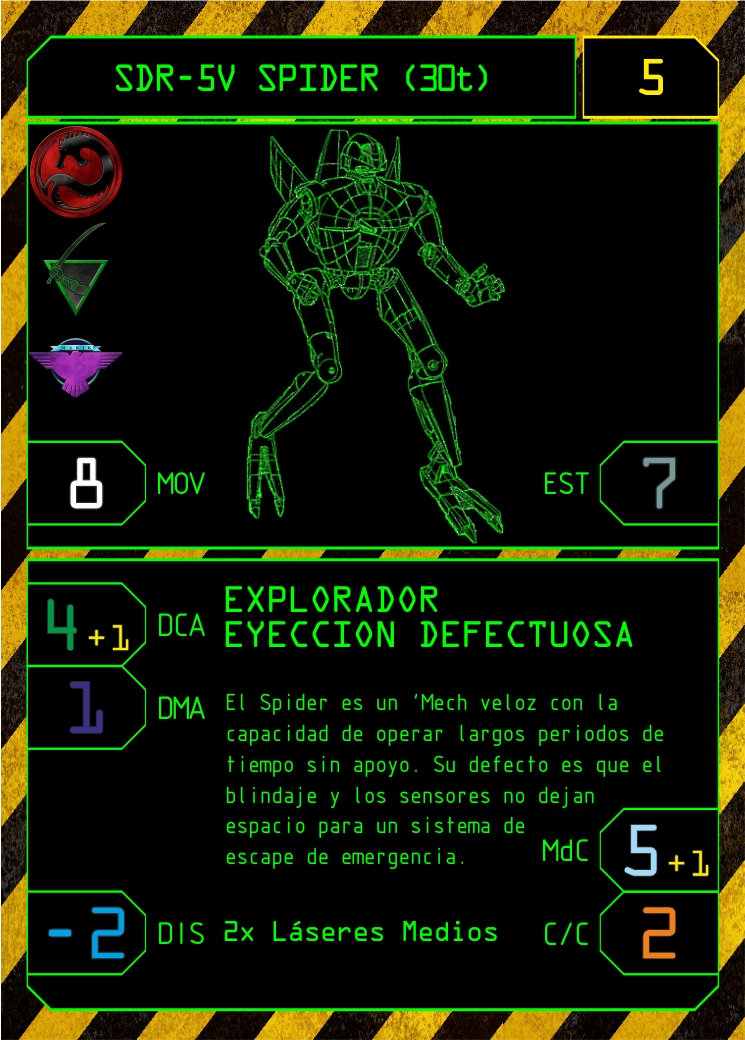 SDR-5V SPIDER (30t)
5
MARIK
8 MOV
EST 7
4 +1 DCA
EXPLORADOR
EYECCION DEFECTUOSA
1 DMA
El Spider es un ‘Mech veloz con la
capacidad de operar largos periodos de
tiempo sin apoyo. Su defecto es que el
blindaje y los sensores no dejan
espacio para un sistema de
escape de emergencia.
MdC 5 +1
-2 DIS
2x Láseres Medios
C/C 2